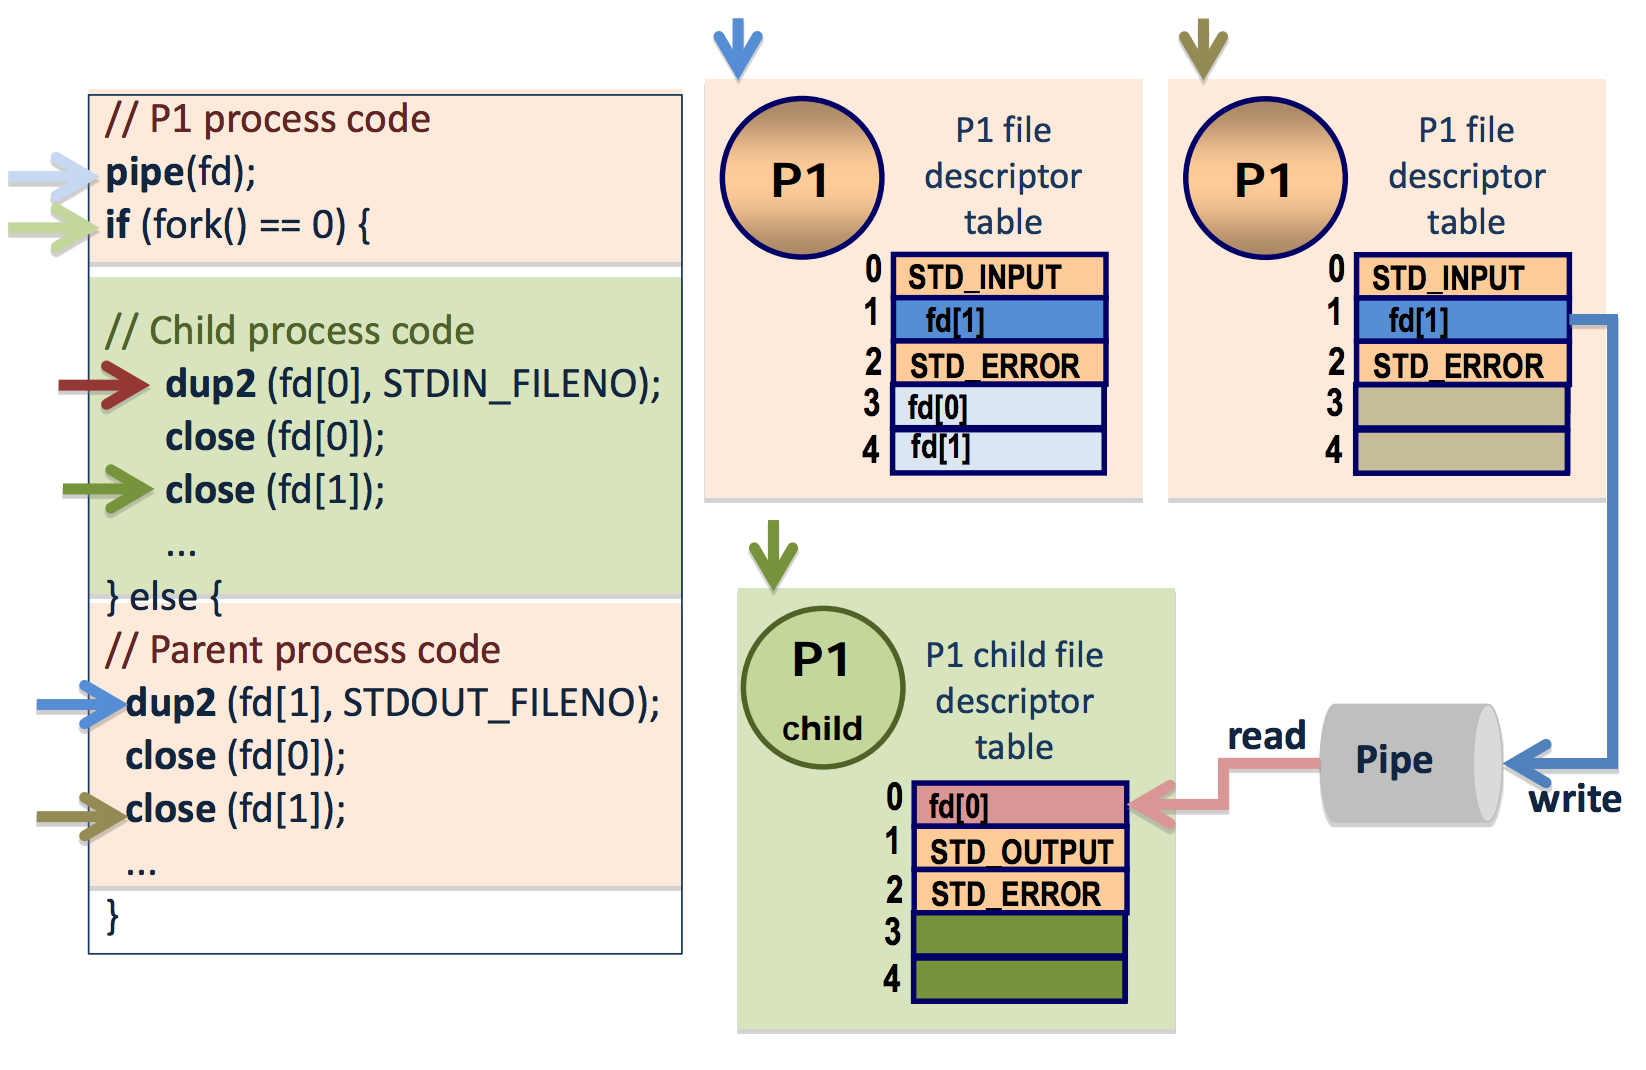 // P1 process code
pipe(fd);
if (fork() == 0) {
// Child process code
dup2 (fd[0], STDIN_FILENO);
close (fd[0]);
close (fd[1]);
...
} else {
// Parent process code
dup2 (fd[1], STDOUT_FILENO);
close (fd[0]);
close (fd[1]);
...
}
P1
P1 file
descriptor
table
0 STD_INPUT
1 fd[1]
2 STD_ERROR
3 fd[0]
4 fd[1]
P1
P1 file
descriptor
table
0 STD_INPUT
1 fd[1]
2 STD_ERROR
3
4
P1
child
P1 child file
descriptor
table
0 fd[0]
1 STD_OUTPUT
2 STD_ERROR
3
4
read
Pipe
write